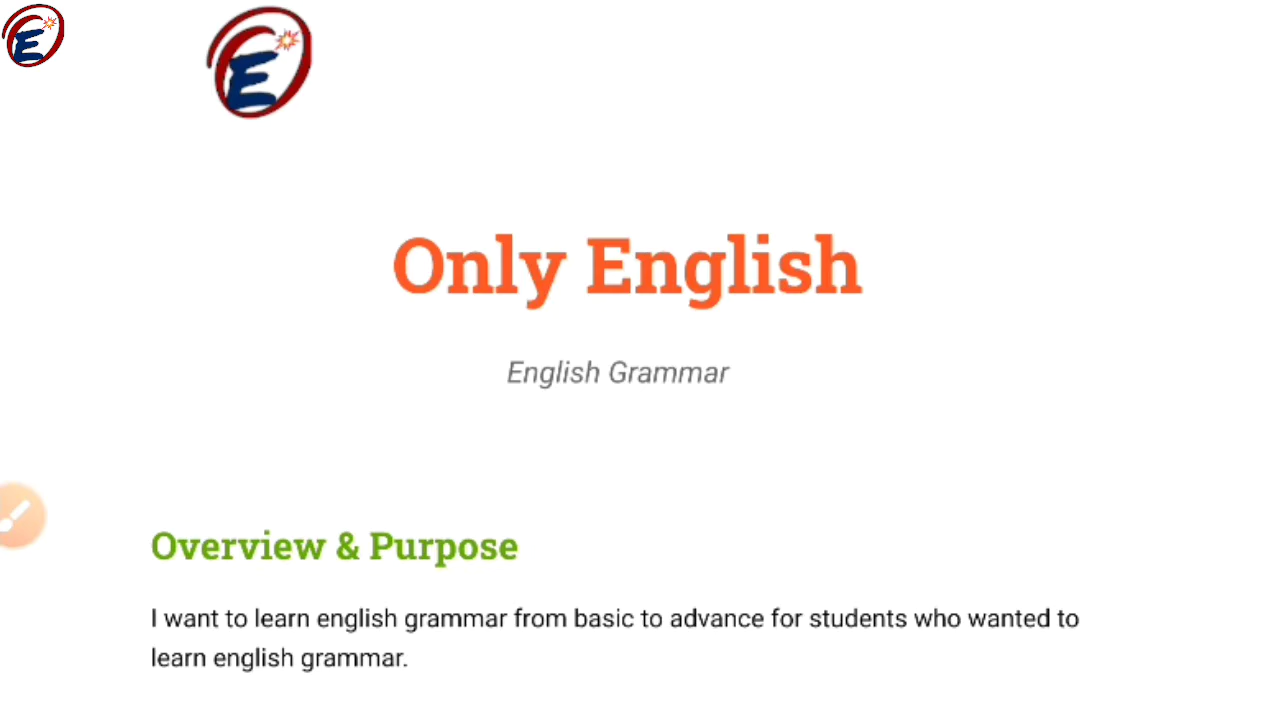 E
E
Only English
English Grammar
Overview & Purpose
I want to learn english grammar from basic to advance for students who wanted to
learn english grammar.